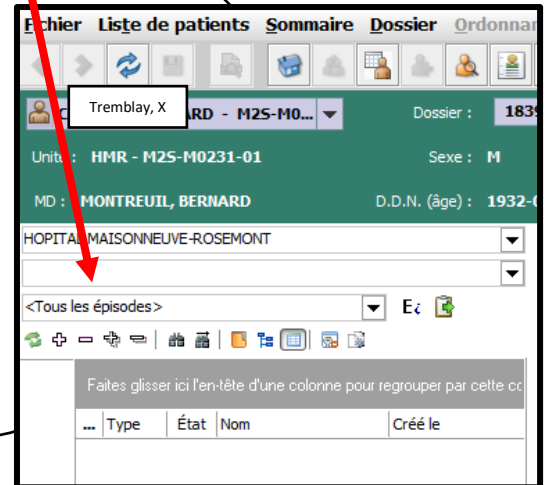 Fichier Liste de patients Sommaire Dossier Ordonnan
Tremblay, X
C ARD - M2S-M0... Dossier : 1839
Unité : HMR - M2S-M0231-01 Sexe : M
MD : MONTREUIL, BERNARD D.D.N. (âge) : 1932-0
HOPITAL MAISONNEUVE-ROSEMONT
<Tous les épisodes>
Faites glisser ici l'en-tête d'une colonne pour regrouper par cette co
... Type État Nom Créé le